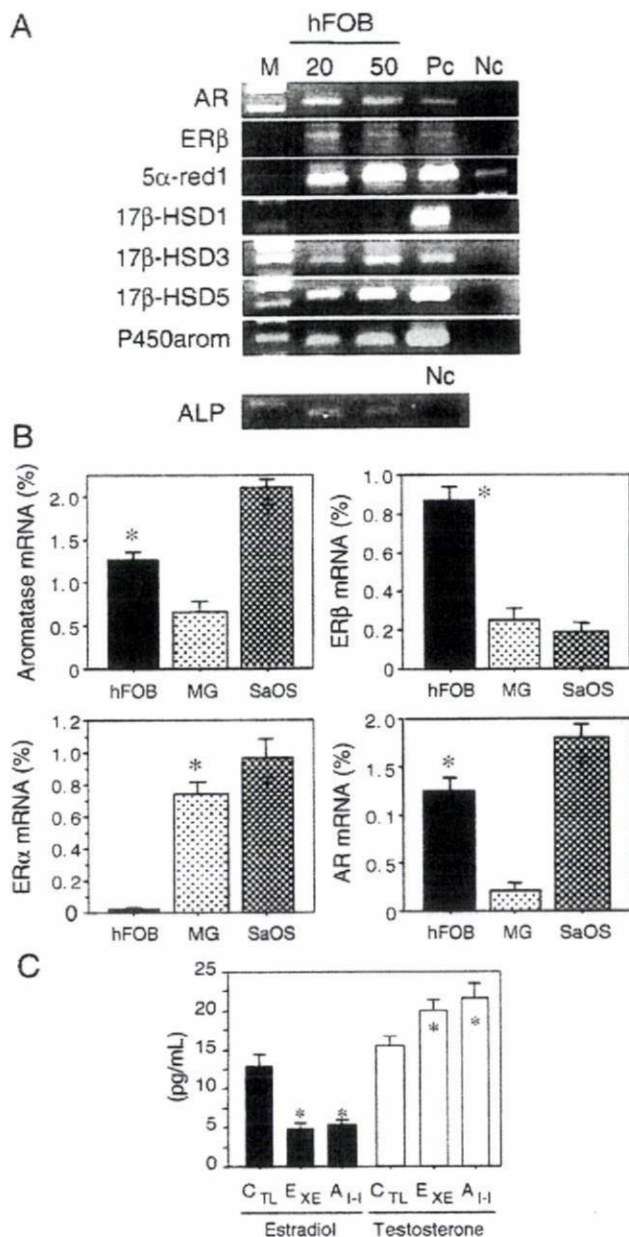 A
hFOB
M 20 50 Pc Nc
AR
ERβ
5α-red1
17β-HSD1
17β-HSD3
17β-HSD5
P450arom
Nc
ALP
B
Aromatase mRNA (%)
2.0
1.5
1.0
0.5
0
*
hFOB MG SaOS
ERβ mRNA (%)
1.0
0.8
0.6
0.4
0.2
0
*
hFOB MG SaOS
ERα mRNA (%)
1.2
1.0
0.8
0.6
0.4
0.2
0
*
hFOB MG SaOS
AR mRNA (%)
2.0
1.5
0.1
0.1
0
*
hFOB MG SaOS
C
(pg/mL)
25
20
15
10
5
0
* * * *
CTL EXE AI-I CTL EXE AI-I
Estradiol Testosterone